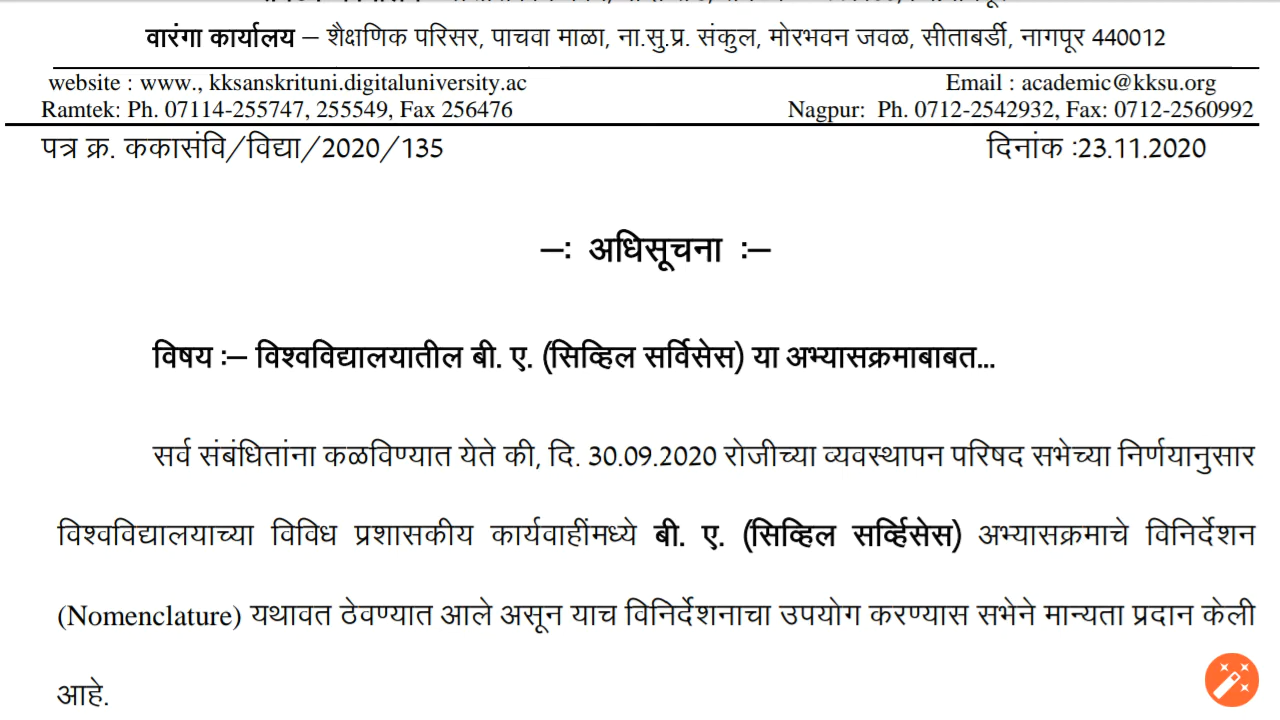 वारंगा कार्यालय – शैक्षणिक परिसर, पाचवा माळा, ना.सु.प्र. संकुल, मोरभवन जवळ, सीताबर्डी, नागपूर 440012
website : www., kksanskrituni.digitaluniversity.ac Email : academic@kksu.org
Ramtek: Ph. 07114-255747, 255549, Fax 256476 Nagpur: Ph. 0712-2542932, Fax: 0712-2560992
पत्र क्र. ककासंवि/विद्या/2020/135 दिनांक :23.11.2020
–: अधिसूचना :–
विषय :– विश्वविद्यालयातील बी. ए. (सिव्हिल सर्विसेस) या अभ्यासक्रमाबाबत...
सर्व संबंधितांना कळविण्यात येते की, दि. 30.09.2020 रोजीच्या व्यवस्थापन परिषद सभेच्या निर्णयानुसार
विश्वविद्यालयाच्या विविध प्रशासकीय कार्यवाहींमध्ये बी. ए. (सिव्हिल सर्व्हिसेस) अभ्यासक्रमाचे विनिर्देशन
(Nomenclature) यथावत ठेवण्यात आले असून याच विनिर्देशनाचा उपयोग करण्यास सभेने मान्यता प्रदान केली
आहे.